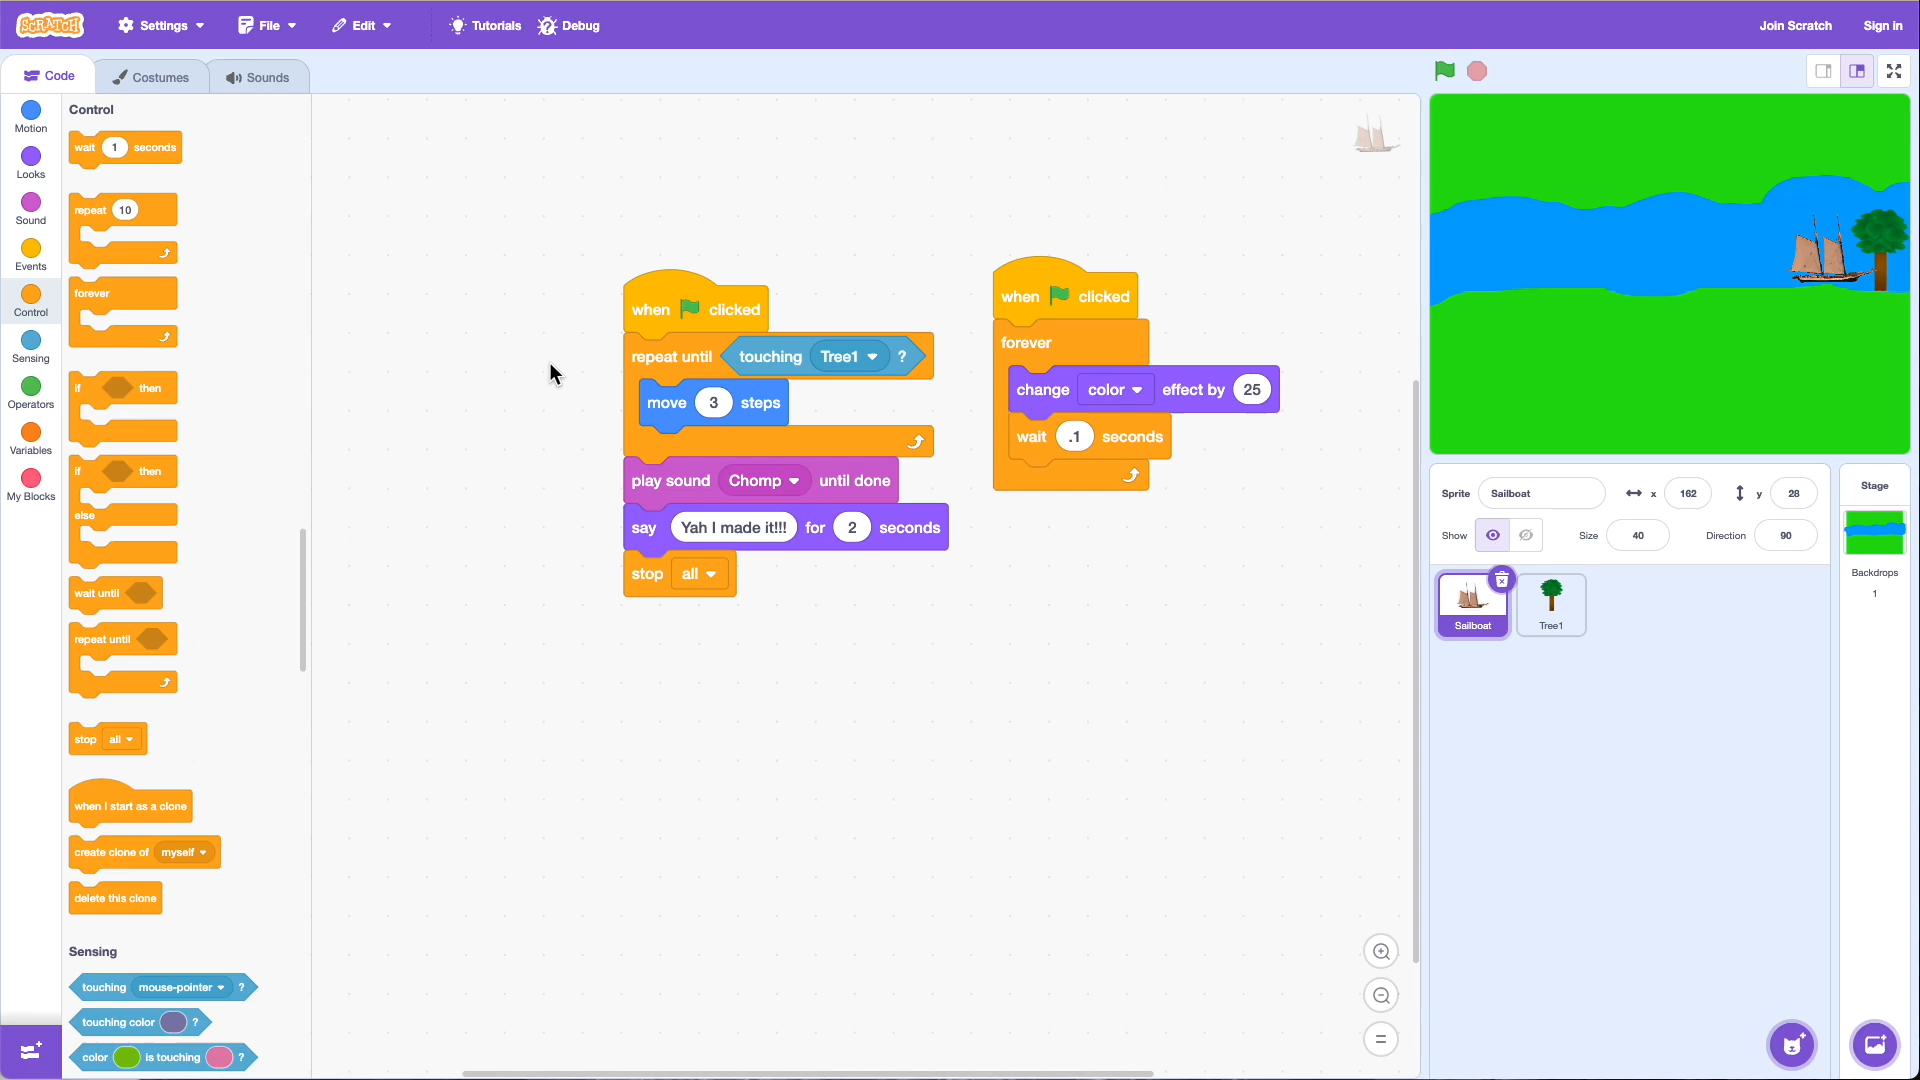 SCRATCH Settings File Edit Tutorials Debug Join Scratch Sign in
Code Costumes Sounds
Motion
Looks
Sound
Events
Control
Sensing
Operators
Variables
My Blocks
Control
wait 1 seconds
repeat 10
forever
if then
if then
else
wait until
repeat until
stop all
when I start as a clone
create clone of myself
delete this clone
Sensing
touching mouse-pointer ?
touching color ?
color is touching ?
when clicked
repeat until touching Tree1 ?
move 3 steps
play sound Chomp until done
say Yah I made it!!! for 2 seconds
stop all
when clicked
forever
change color effect by 25
wait .1 seconds
Sprite Sailboat x 162 y 28
Show Size 40 Direction 90
Sailboat
Tree1
Stage
Backdrops
1